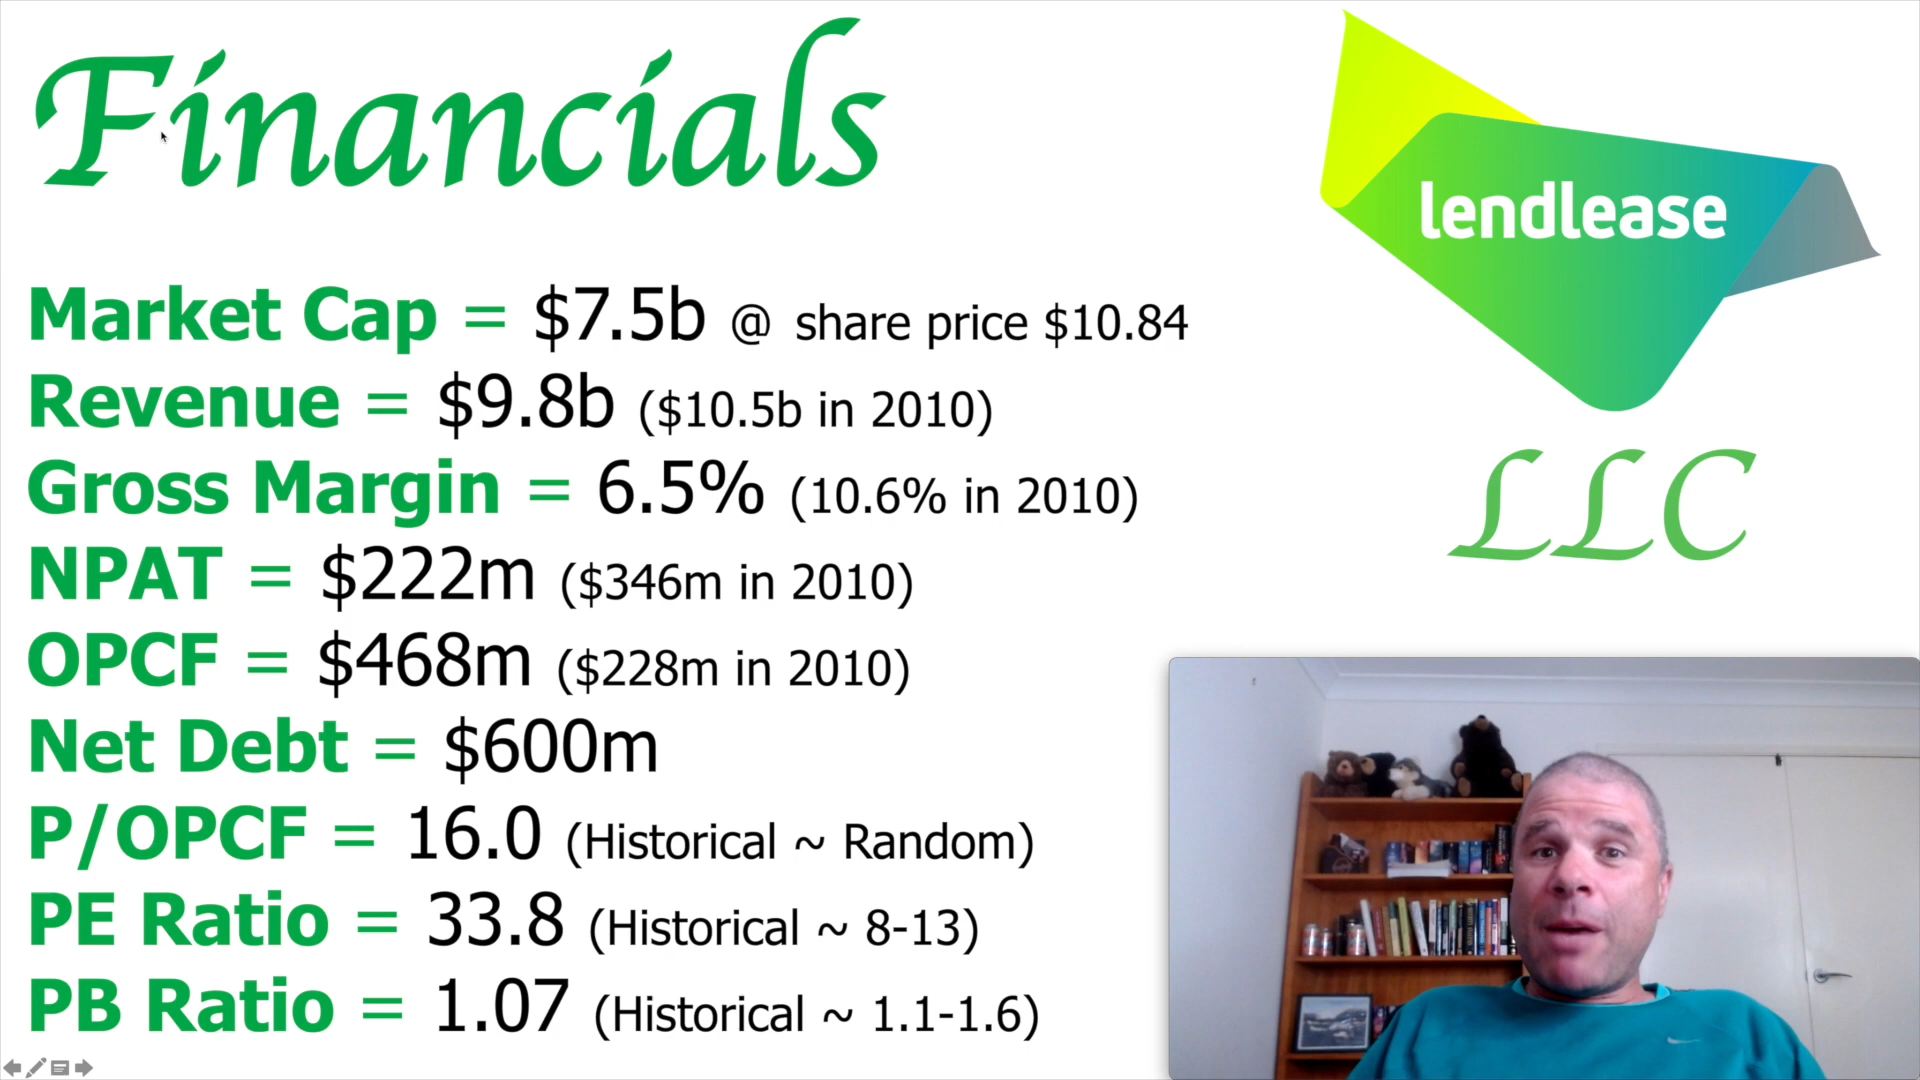 Financials
lendlease
LLC
Market Cap = $7.5b @ share price $10.84
Revenue = $9.8b ($10.5b in 2010)
Gross Margin = 6.5% (10.6% in 2010)
NPAT = $222m ($346m in 2010)
OPCF = $468m ($228m in 2010)
Net Debt = $600m
P/OPCF = 16.0 (Historical ~ Random)
PE Ratio = 33.8 (Historical ~ 8-13)
PB Ratio = 1.07 (Historical ~ 1.1-1.6)